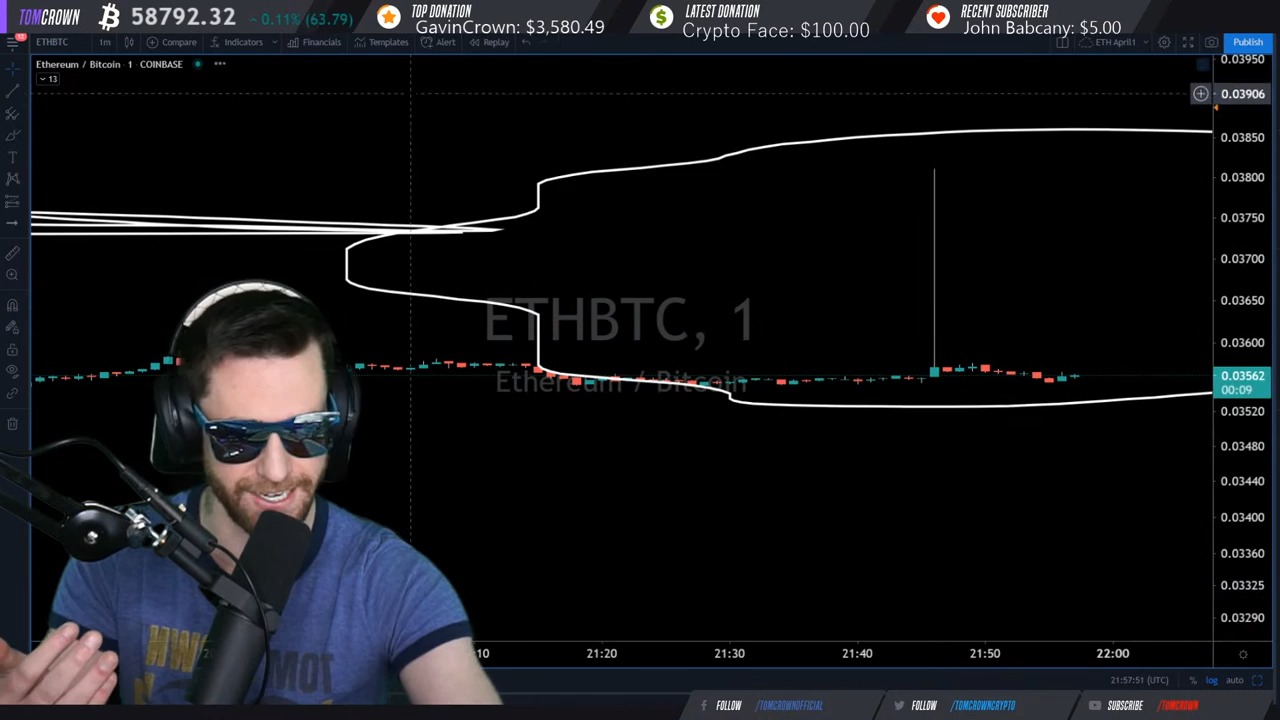 TOMCROWN 58792.32 0.11% (63.79) TOP DONATION GavinCrown: $3,580.49 LATEST DONATION Crypto Face: $100.00 RECENT SUBSCRIBER John Babcany: $5.00
ETHBTC 1m Compare Indicators Financials Templates Alert Replay ETH April1 Publish
Ethereum / Bitcoin · 1 · COINBASE
13
0.03950
0.03906
0.03850
0.03800
0.03750
0.03700
0.03650
0.03600
0.03562
00:09
0.03520
0.03480
0.03440
0.03400
0.03360
0.03325
0.03290
ETHBTC, 1
Ethereum / Bitcoin
:10 21:20 21:30 21:40 21:50 22:00
21:57:51 (UTC) % log auto
FOLLOW /TOMCROWNOFFICIAL FOLLOW /TOMCROWNCRYPTO SUBSCRIBE /TOMCROWN